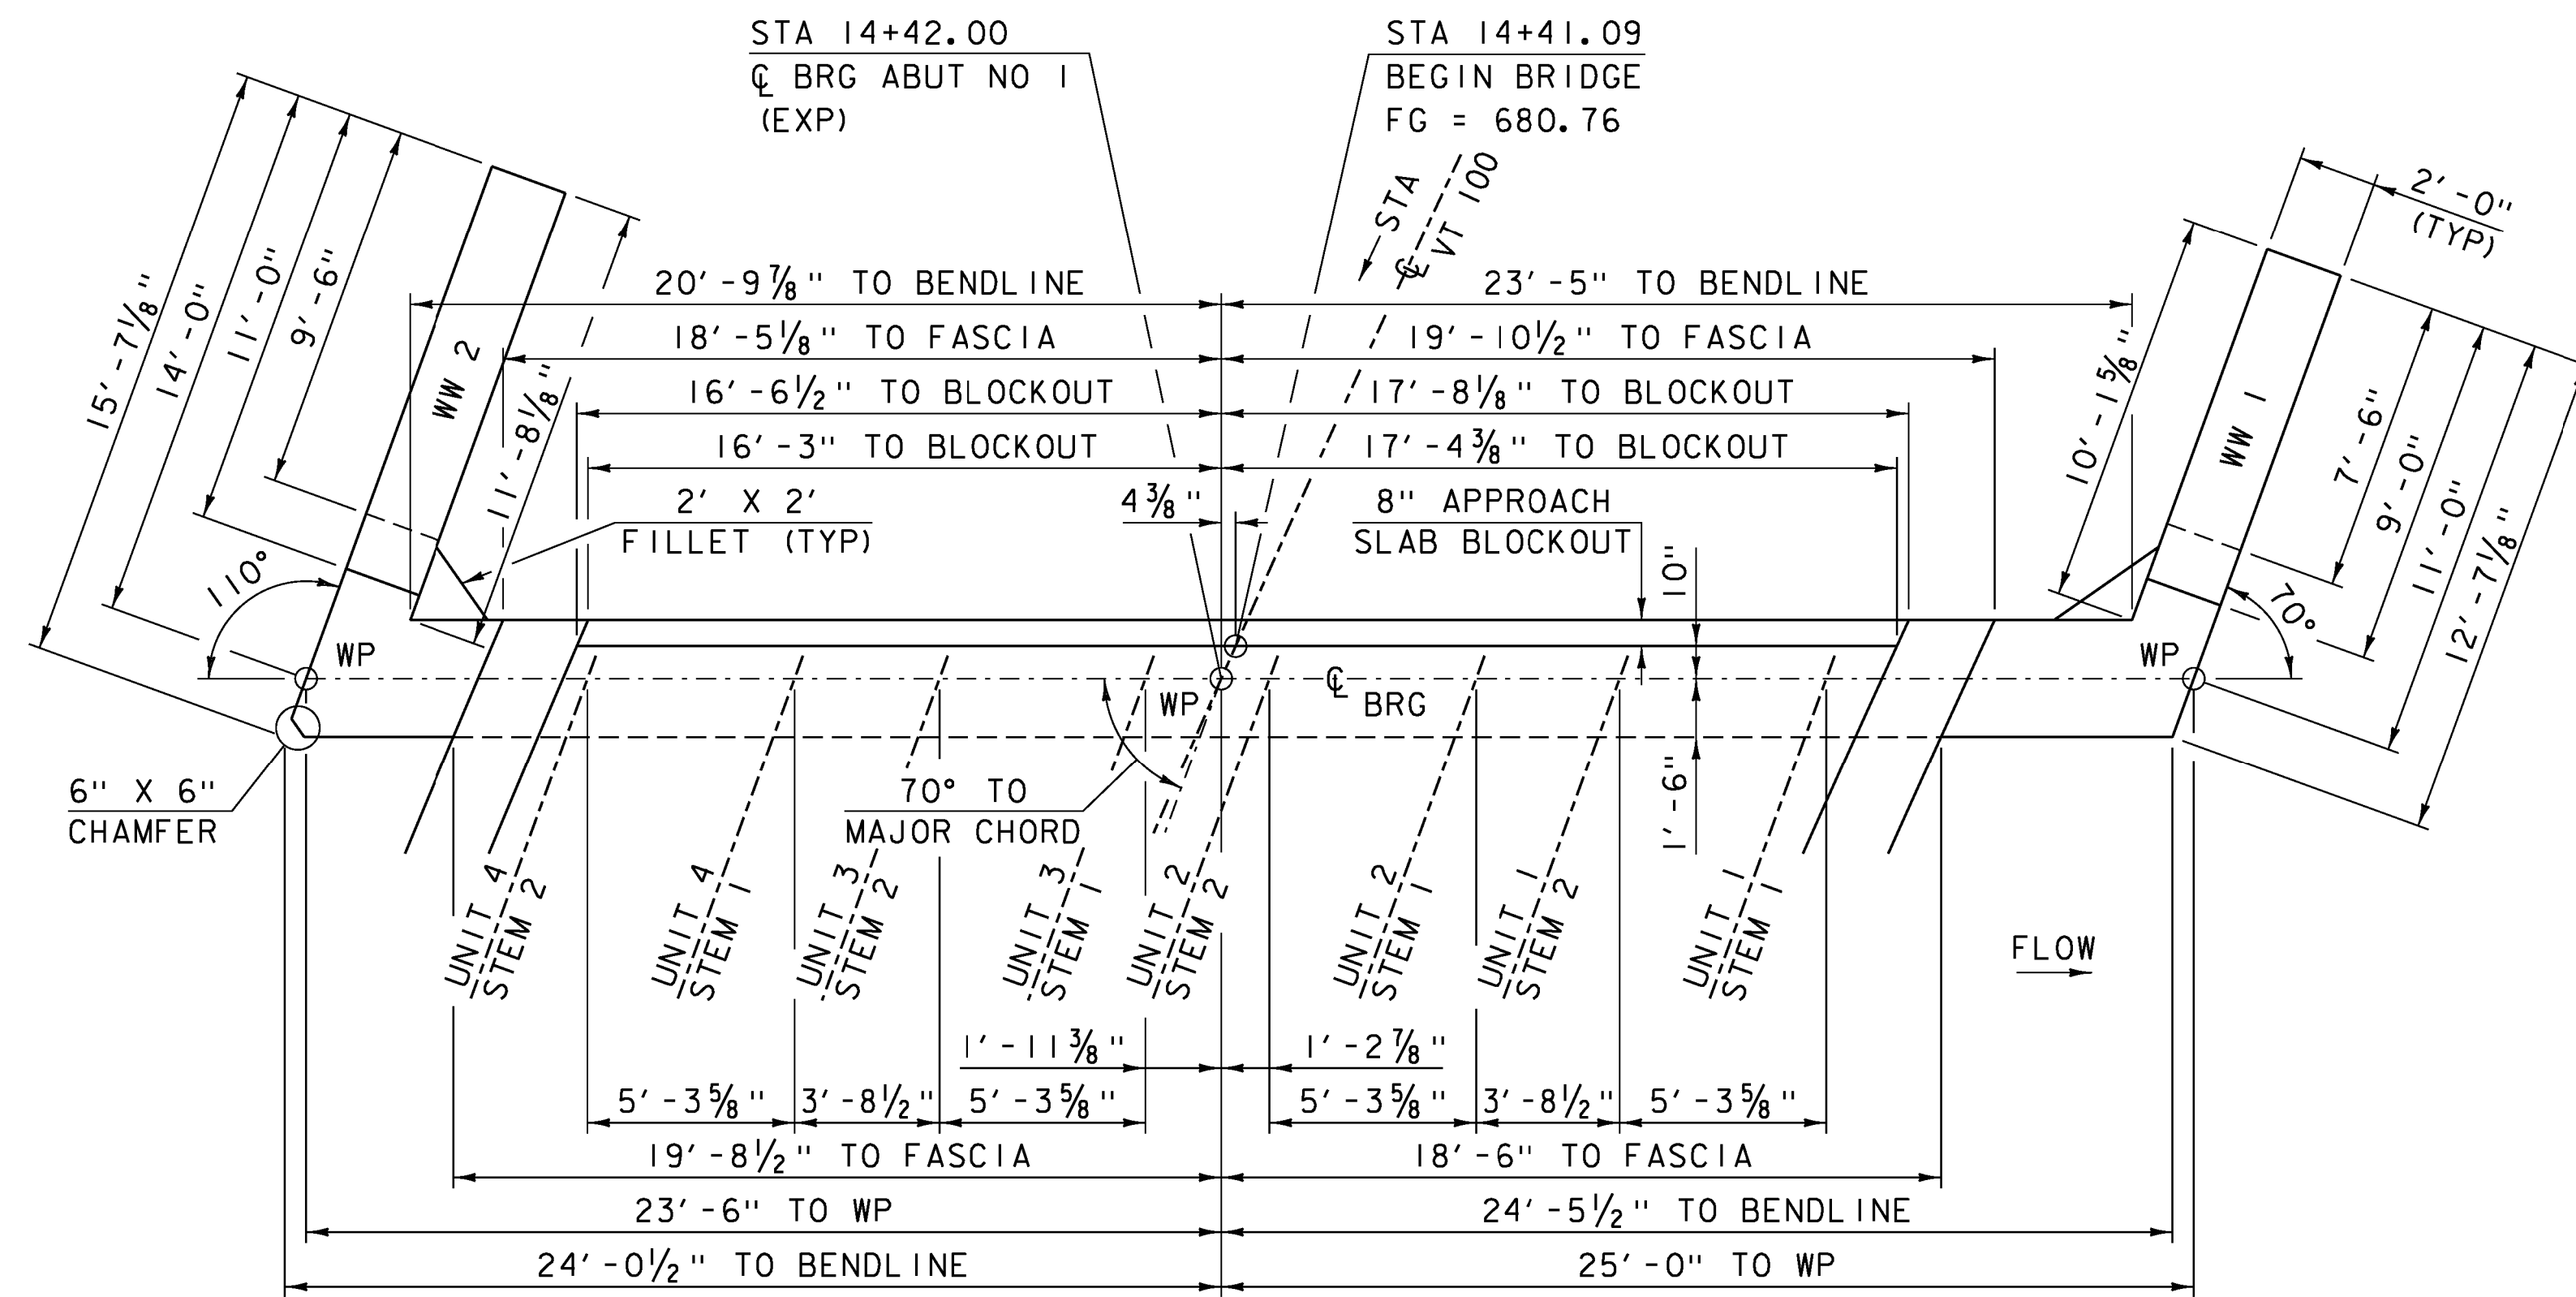 STA 14+42.00
℄ BRG ABUT NO 1
(EXP)
STA 14+41.09
BEGIN BRIDGE
FG = 680.76
STA
℄ VT 100
2'-0"
(TYP)
15'-7⅛"
14'-0"
11'-0"
9'-6"
WW 2
11'-8⅛"
20'-9⅞" TO BENDLINE
23'-5" TO BENDLINE
18'-5⅛" TO FASCIA
19'-10½" TO FASCIA
16'-6½" TO BLOCKOUT
17'-8⅛" TO BLOCKOUT
16'-3" TO BLOCKOUT
17'-4⅜" TO BLOCKOUT
10'-1⅝"
WW 1
7'-6"
9'-0"
11'-0"
12'-7⅛"
2' X 2'
FILLET (TYP)
4⅜"
8" APPROACH
SLAB BLOCKOUT
10"
110°
70°
WP
WP
WP
℄ BRG
1'-6"
6" X 6"
CHAMFER
70° TO
MAJOR CHORD
UNIT 4
STEM 2
UNIT 4
STEM 1
UNIT 3
STEM 2
UNIT 3
STEM 1
UNIT 2
STEM 2
UNIT 2
STEM 1
UNIT 1
STEM 2
UNIT 1
STEM 1
FLOW
1'-11⅜"
1'-2⅞"
5'-3⅝"
3'-8½"
5'-3⅝"
5'-3⅝"
3'-8½"
5'-3⅝"
19'-8½" TO FASCIA
18'-6" TO FASCIA
23'-6" TO WP
24'-5½" TO BENDLINE
24'-0½" TO BENDLINE
25'-0" TO WP